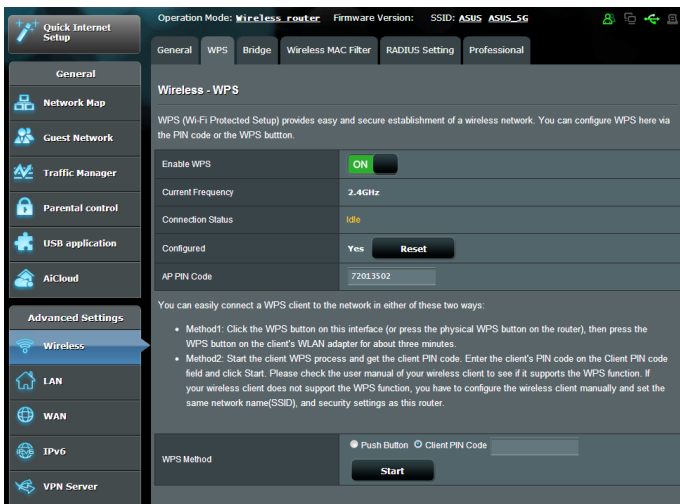 Quick Internet
Setup
Operation Mode: Wireless router Firmware Version: SSID: ASUS ASUS_5G
General WPS Bridge Wireless MAC Filter RADIUS Setting Professional
General
Network Map
Guest Network
Traffic Manager
Parental control
USB application
AiCloud
Advanced Settings
Wireless
LAN
WAN
IPv6
VPN Server
Wireless - WPS
WPS (Wi-Fi Protected Setup) provides easy and secure establishment of a wireless network. You can configure WPS here via
the PIN code or the WPS buttton.
Enable WPS ON
Current Frequency 2.4GHz
Connection Status Idle
Configured Yes Reset
AP PIN Code 72013502
You can easily connect a WPS client to the network in either of these two ways:
• Method1: Click the WPS button on this interface (or press the physical WPS button on the router), then press the
WPS button on the client's WLAN adapter for about three minutes.
• Method2: Start the client WPS process and get the client PIN code. Enter the client's PIN code on the Client PIN code
field and click Start. Please check the user manual of your wireless client to see if it supports the WPS function. If
your wireless client does not support the WPS function, you have to configure the wireless client manually and set the
same network name(SSID), and security settings as this router.
WPS Method Push Button Client PIN Code
Start